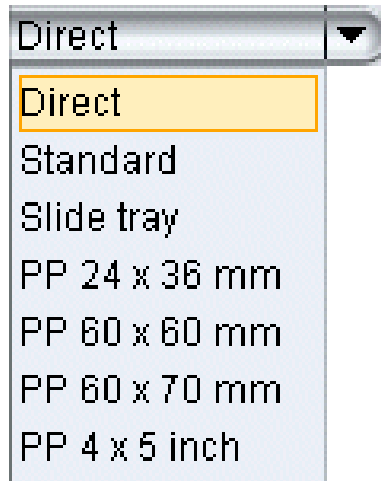 Direct
Direct
Standard
Slide tray
PP 24 x 36 mm
PP 60 x 60 mm
PP 60 x 70 mm
PP 4 x 5 inch